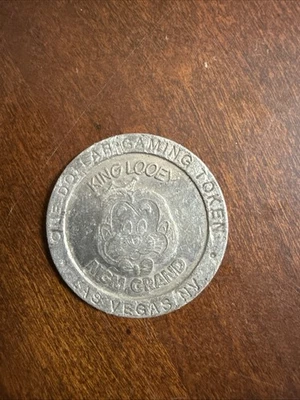 ONE DOLLAR GAMING TOKEN
KING LOOEY
MGM GRAND
LAS VEGAS, NV.